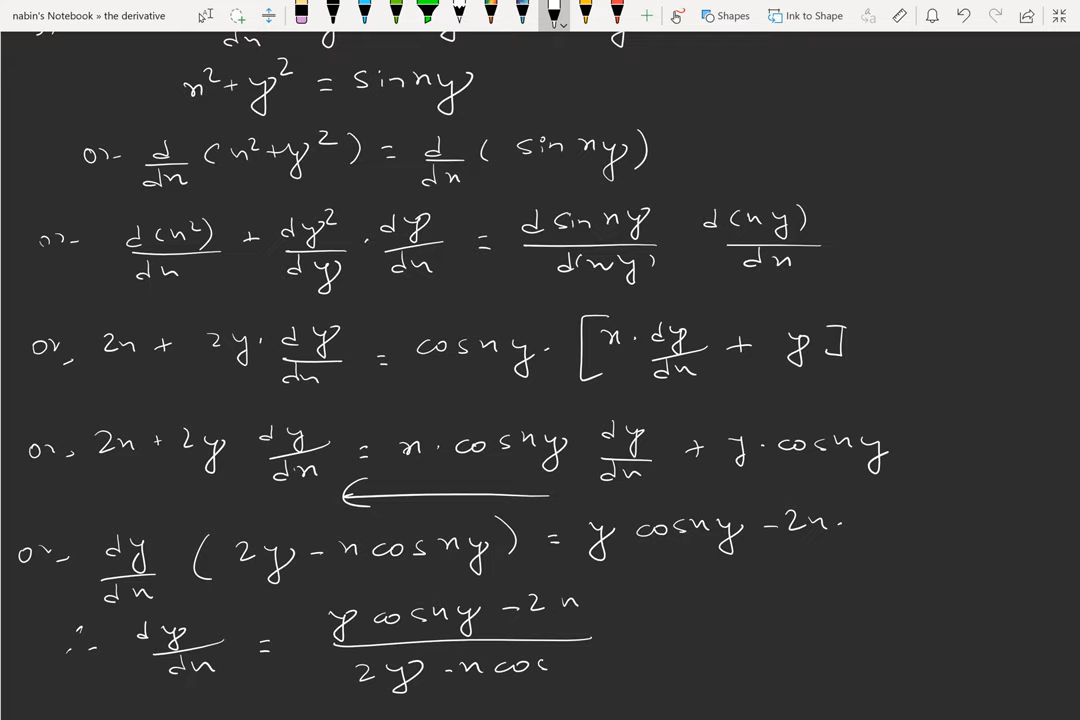 nabin's Notebook » the derivative Shapes Ink to Shape
d/dx y y y
x² + y² = sin xy
or d/dx (x² + y²) = d/dx (sin xy)
or d(x²)/dx + dy²/dy . dy/dx = d sin xy/d(xy) d(xy)/dx
or, 2x + 2y . dy/dx = cos xy . [x . dy/dx + y]
or, 2x + 2y dy/dx = x . cos xy dy/dx + y . cos xy
or dy/dx (2y - x cos xy) = y cos xy - 2x.
∴ dy/dx = y cos xy - 2x / 2y - x cos